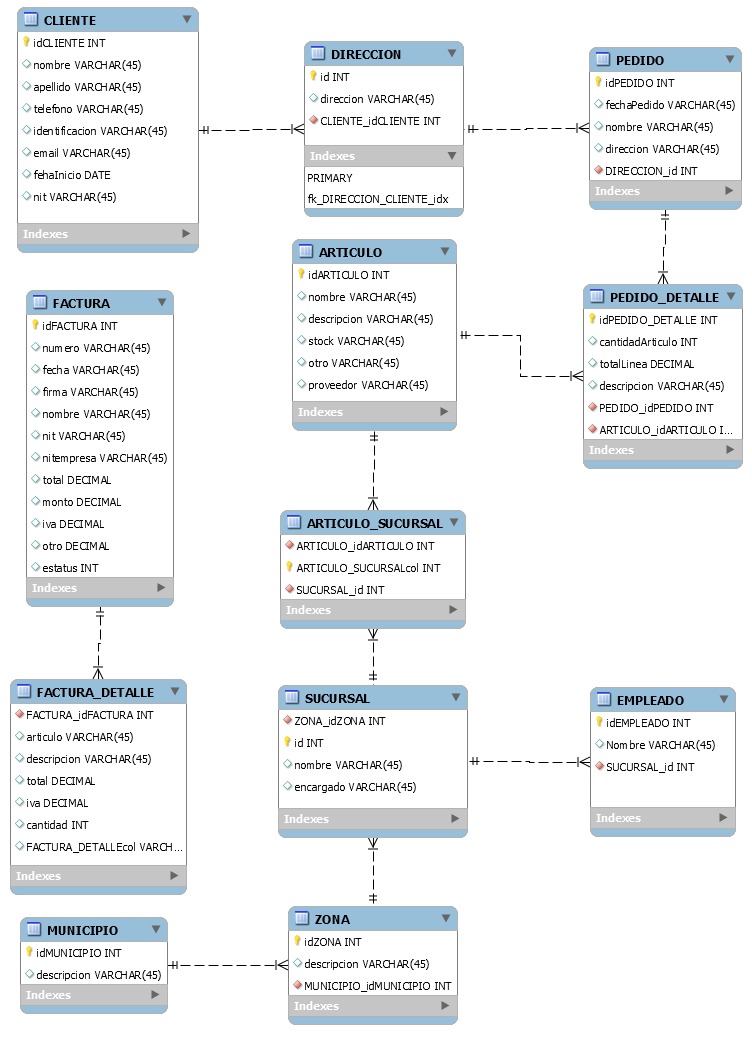 CLIENTE
idCLIENTE INT
nombre VARCHAR(45)
apellido VARCHAR(45)
telefono VARCHAR(45)
identificacion VARCHAR(45)
email VARCHAR(45)
fehaInicio DATE
nit VARCHAR(45)
Indexes
DIRECCION
id INT
direccion VARCHAR(45)
CLIENTE_idCLIENTE INT
Indexes
PRIMARY
fk_DIRECCION_CLIENTE_idx
PEDIDO
idPEDIDO INT
fechaPedido VARCHAR(45)
nombre VARCHAR(45)
direccion VARCHAR(45)
DIRECCION_id INT
Indexes
ARTICULO
idARTICULO INT
nombre VARCHAR(45)
descripcion VARCHAR(45)
stock VARCHAR(45)
otro VARCHAR(45)
proveedor VARCHAR(45)
Indexes
FACTURA
idFACTURA INT
numero VARCHAR(45)
fecha VARCHAR(45)
firma VARCHAR(45)
nombre VARCHAR(45)
nit VARCHAR(45)
nitempresa VARCHAR(45)
total DECIMAL
monto DECIMAL
iva DECIMAL
otro DECIMAL
estatus INT
Indexes
PEDIDO_DETALLE
idPEDIDO_DETALLE INT
cantidadArticulo INT
totalLinea DECIMAL
descripcion VARCHAR(45)
PEDIDO_idPEDIDO INT
ARTICULO_idARTICULO I...
Indexes
ARTICULO_SUCURSAL
ARTICULO_idARTICULO INT
ARTICULO_SUCURSALcol INT
SUCURSAL_id INT
Indexes
FACTURA_DETALLE
FACTURA_idFACTURA INT
articulo VARCHAR(45)
descripcion VARCHAR(45)
total DECIMAL
iva DECIMAL
cantidad INT
FACTURA_DETALLEcol VARCH...
Indexes
SUCURSAL
ZONA_idZONA INT
id INT
nombre VARCHAR(45)
encargado VARCHAR(45)
Indexes
EMPLEADO
idEMPLEADO INT
Nombre VARCHAR(45)
SUCURSAL_id INT
Indexes
MUNICIPIO
idMUNICIPIO INT
descripcion VARCHAR(45)
Indexes
ZONA
idZONA INT
descripcion VARCHAR(45)
MUNICIPIO_idMUNICIPIO INT
Indexes